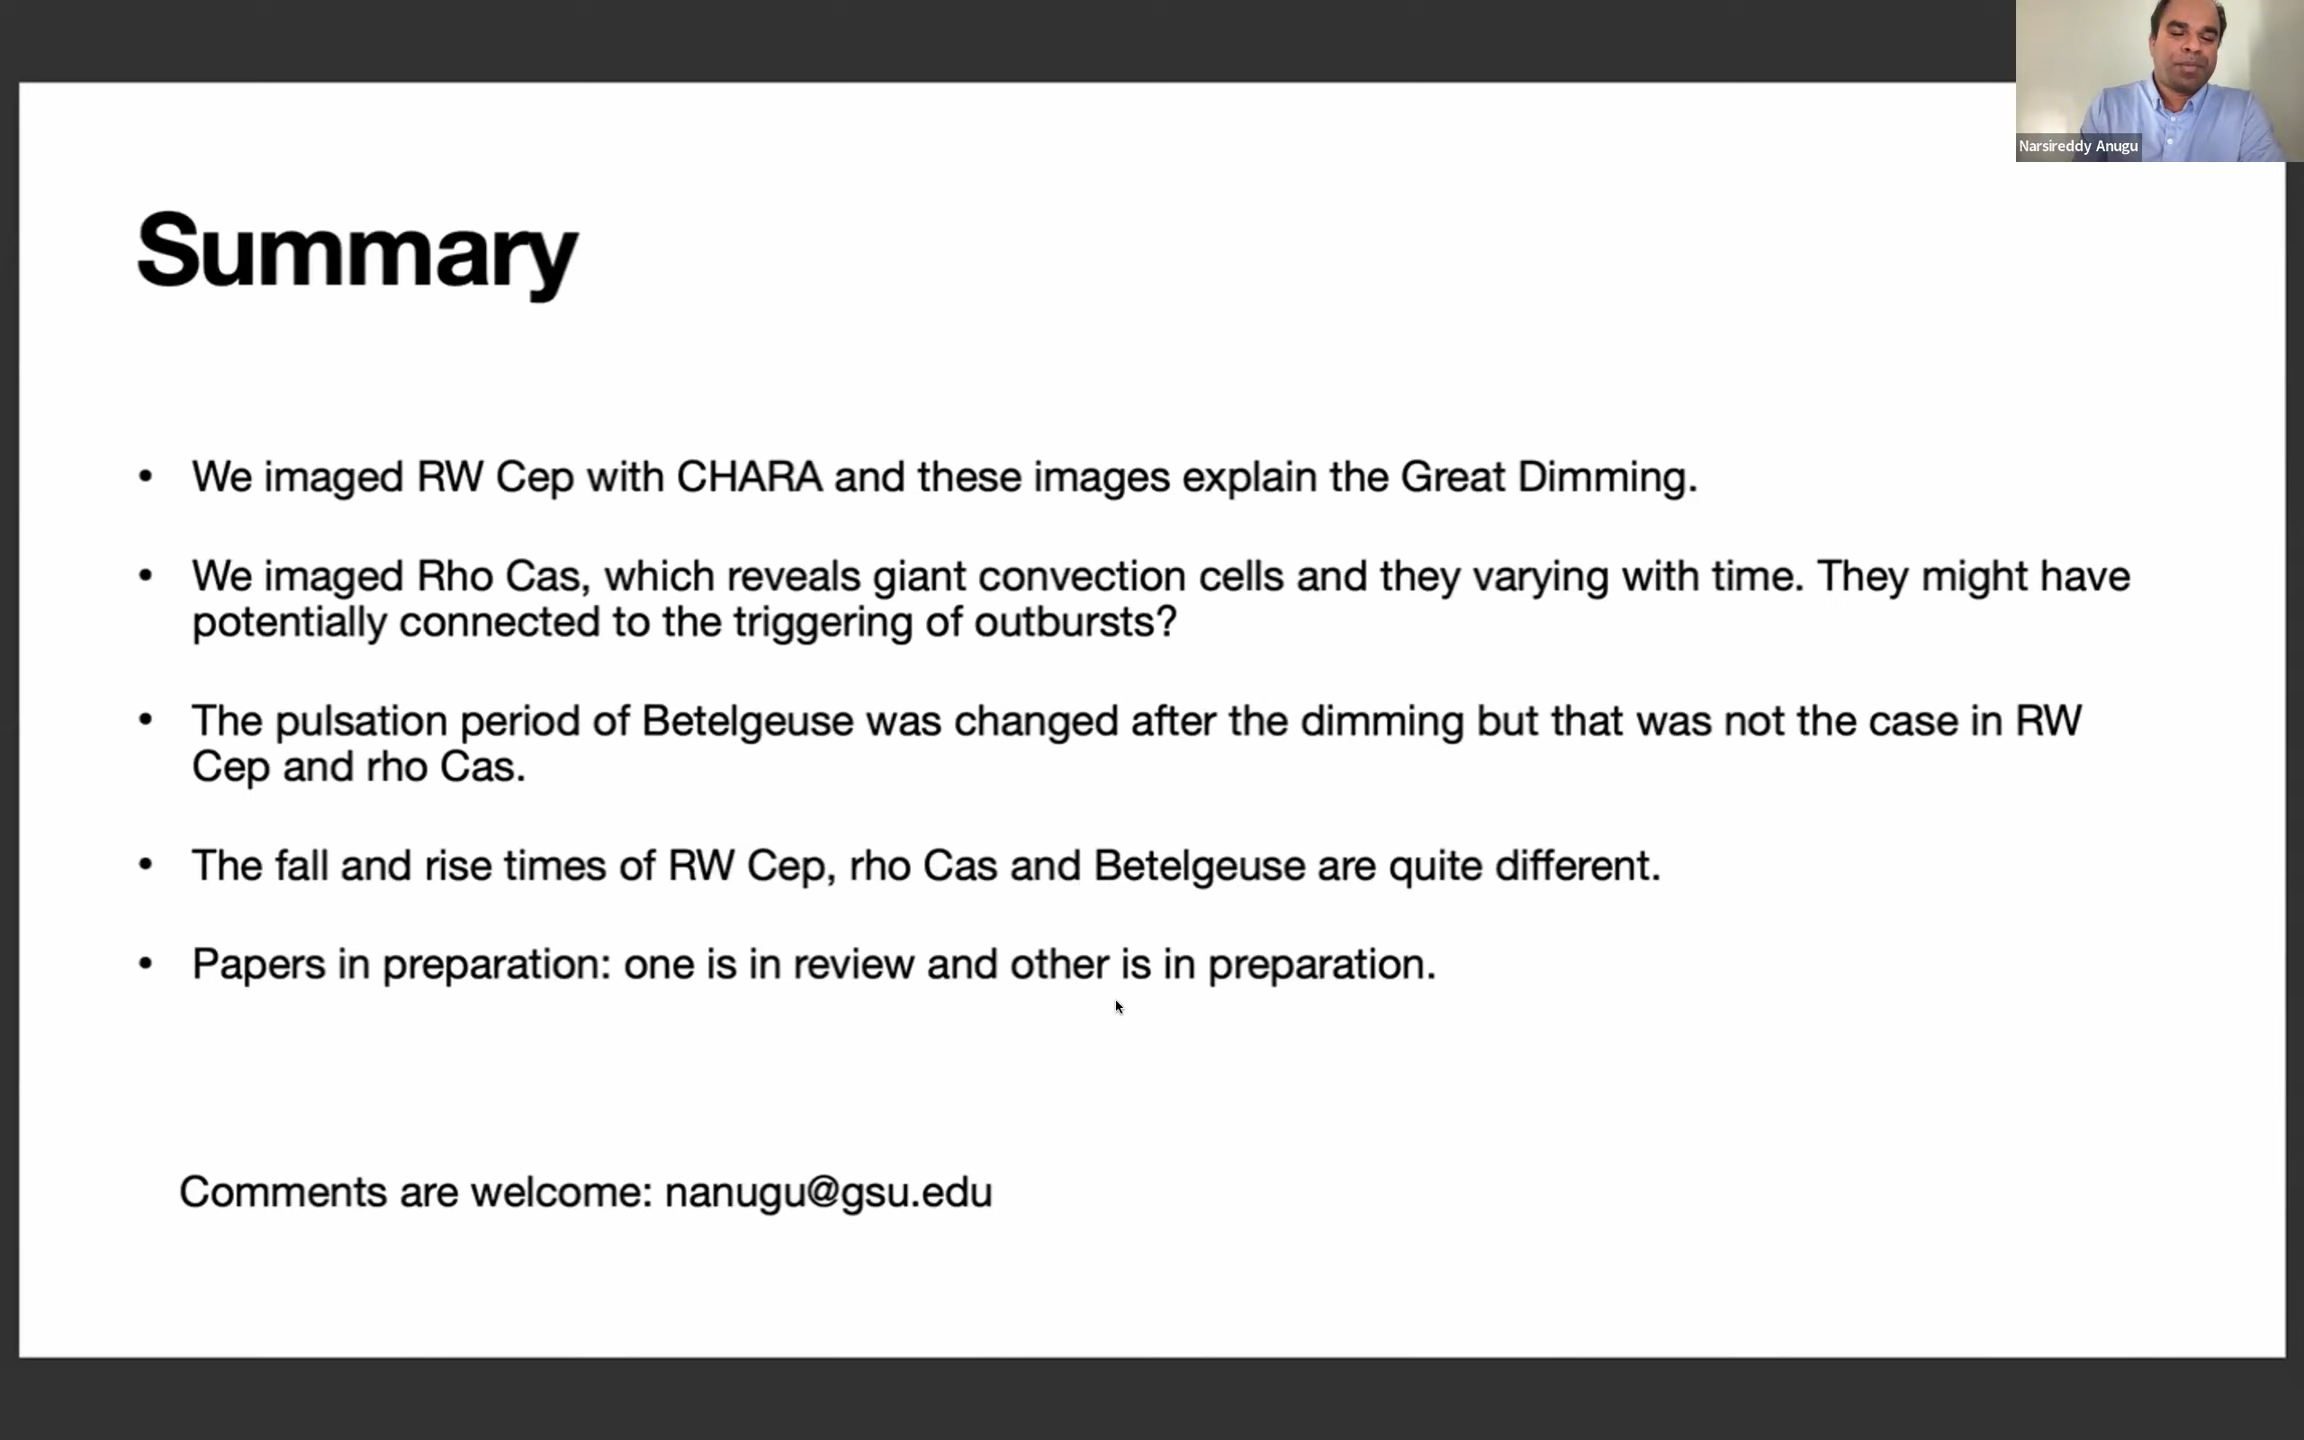 Narsireddy Anugu
Summary
• We imaged RW Cep with CHARA and these images explain the Great Dimming.
• We imaged Rho Cas, which reveals giant convection cells and they varying with time. They might have
potentially connected to the triggering of outbursts?
• The pulsation period of Betelgeuse was changed after the dimming but that was not the case in RW
Cep and rho Cas.
• The fall and rise times of RW Cep, rho Cas and Betelgeuse are quite different.
• Papers in preparation: one is in review and other is in preparation.
Comments are welcome: nanugu@gsu.edu